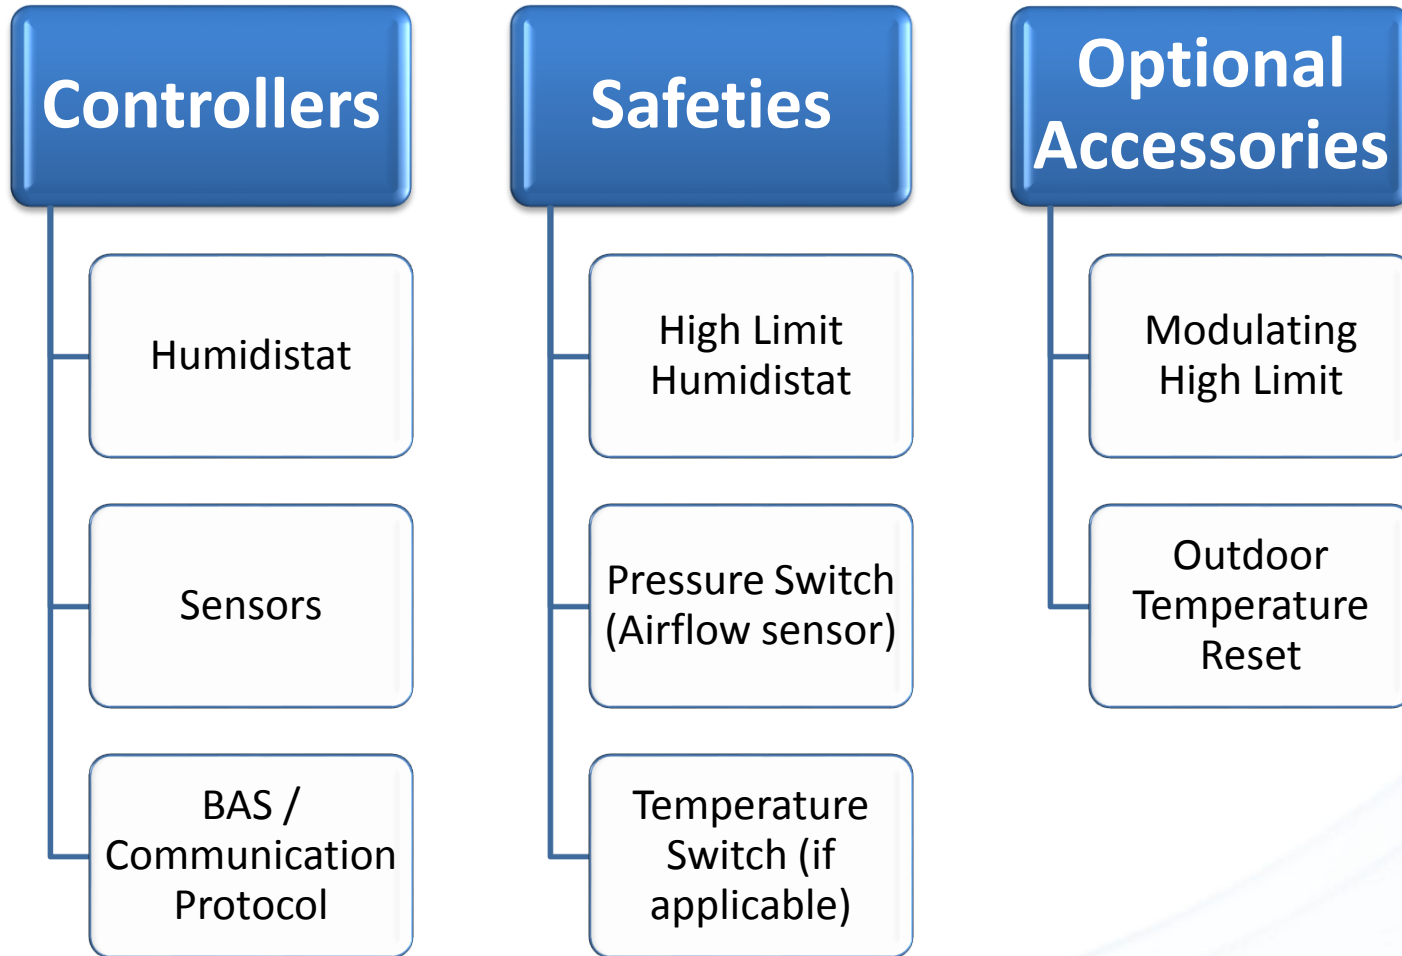 Controllers
Humidistat
Sensors
BAS /
Communication
Protocol
Safeties
High Limit
Humidistat
Pressure Switch
(Airflow sensor)
Temperature
Switch (if
applicable)
Optional
Accessories
Modulating
High Limit
Outdoor
Temperature
Reset